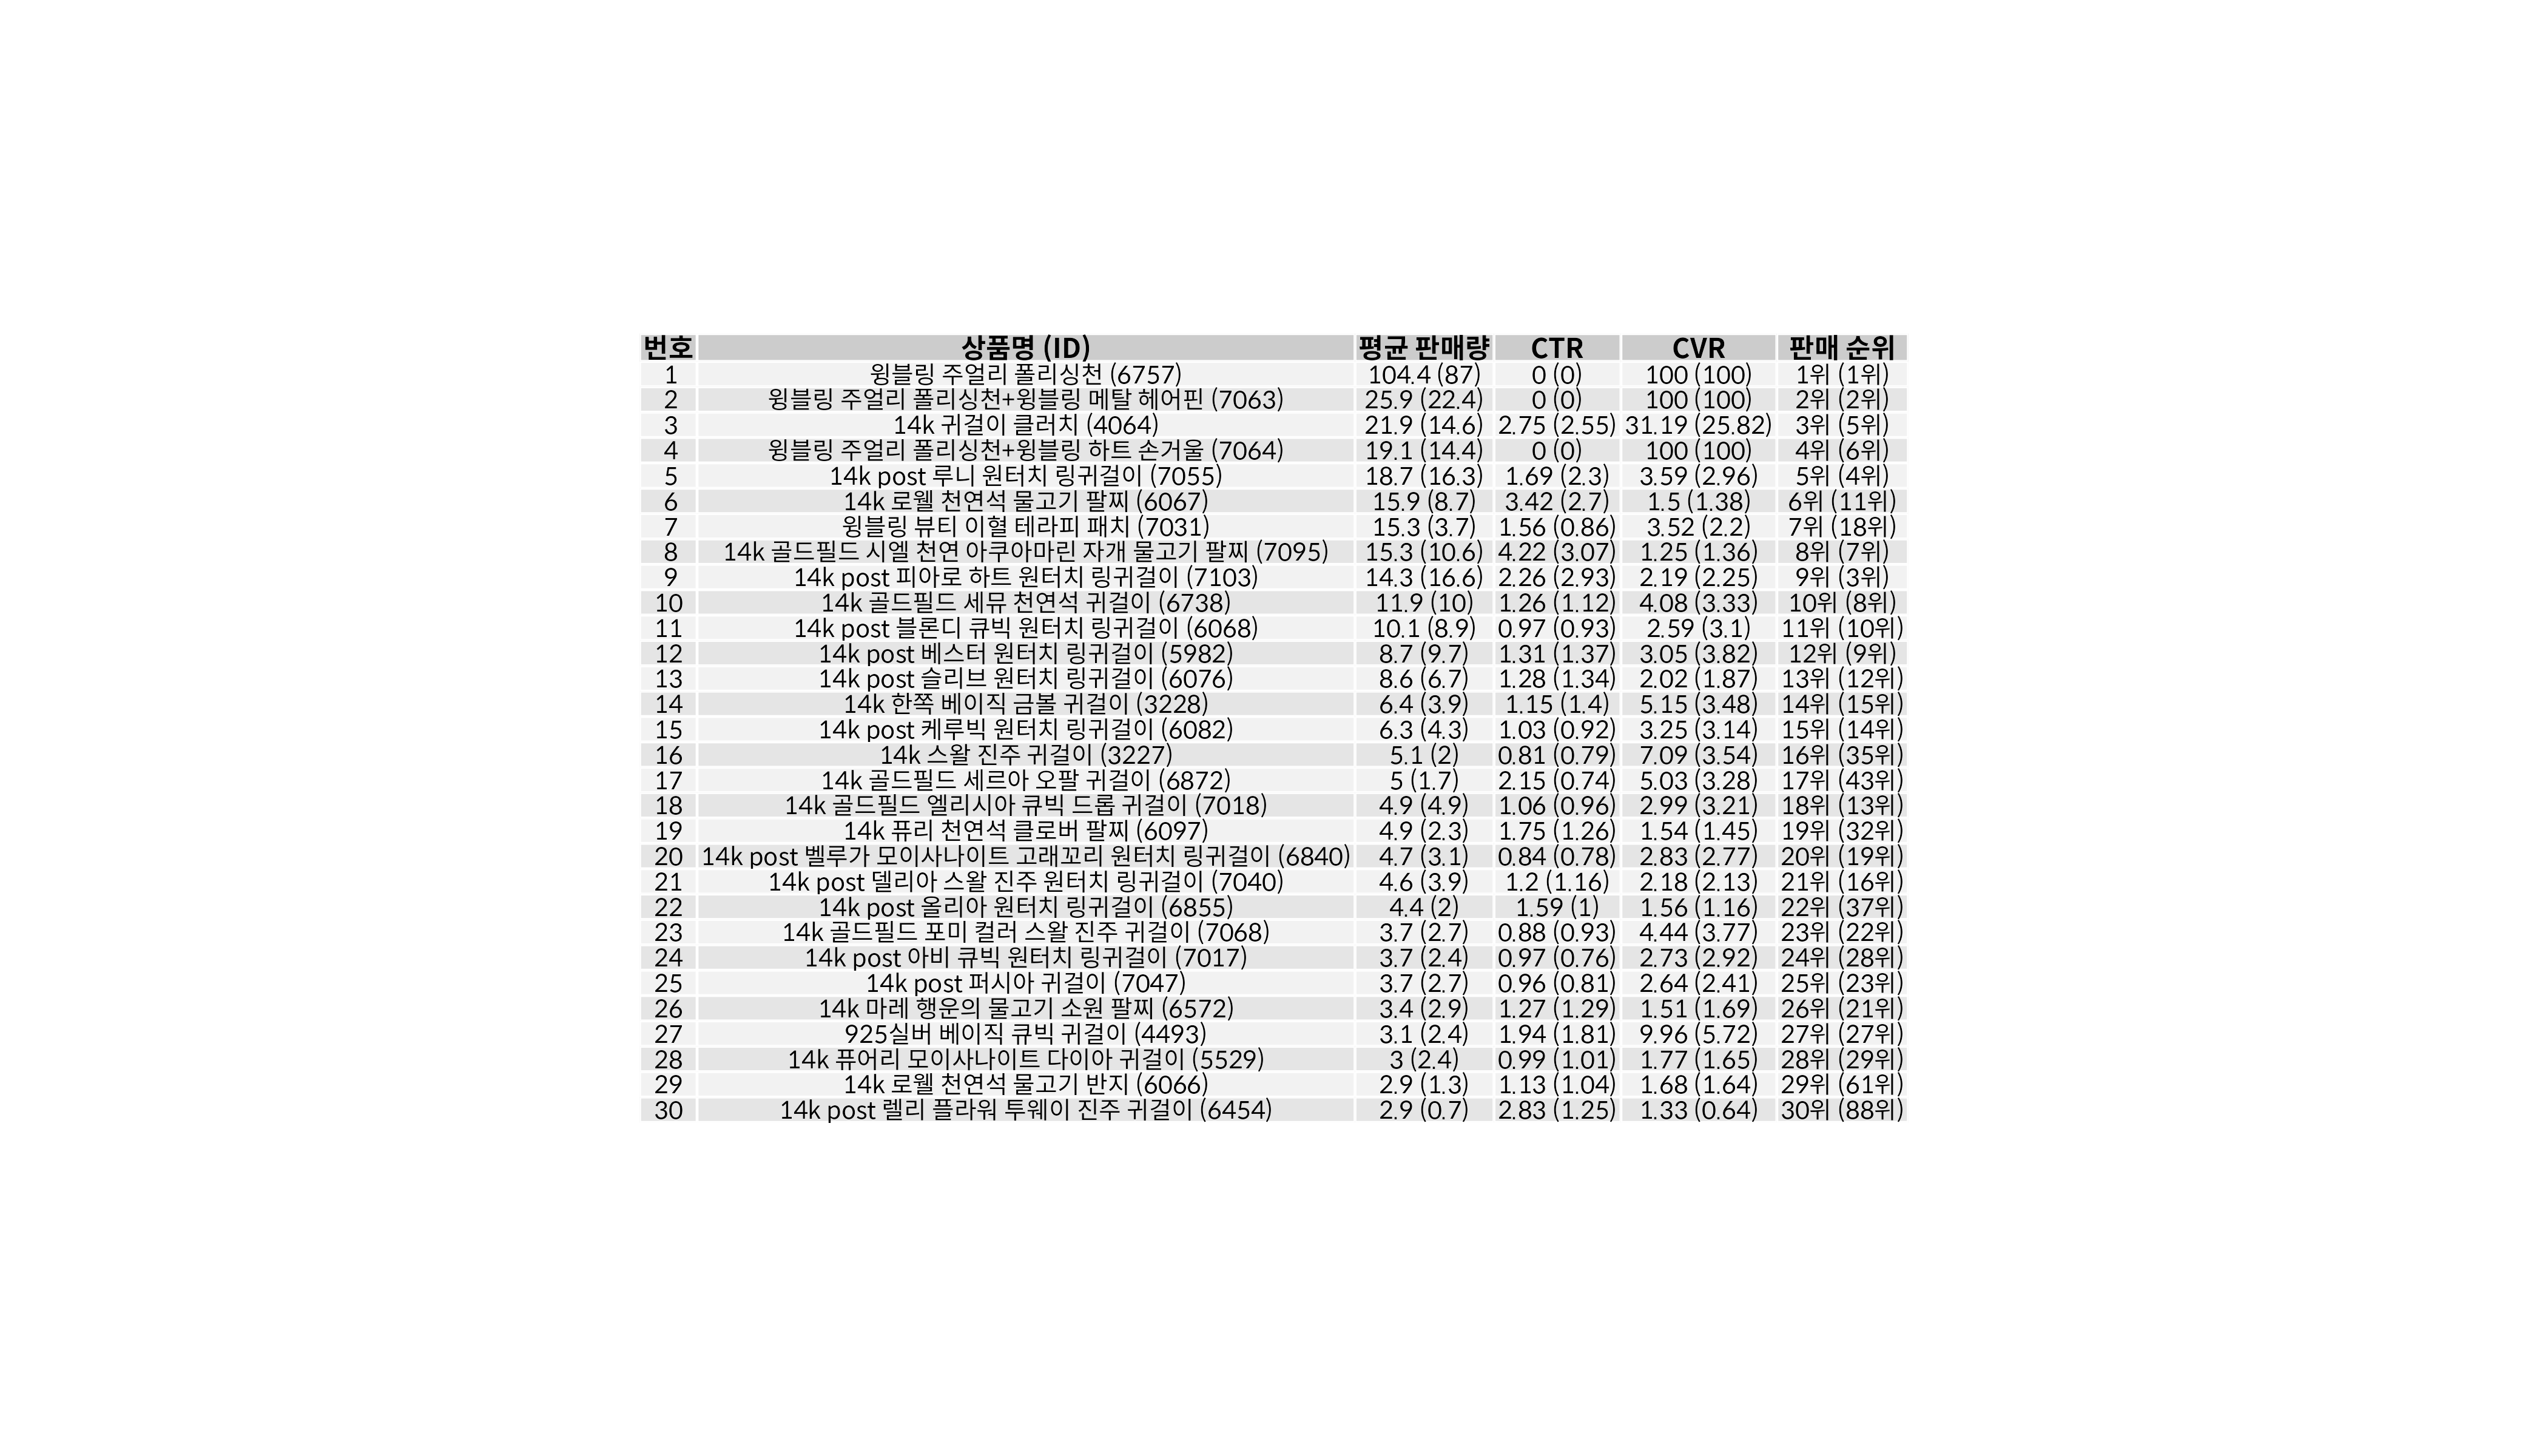 번호 상품명 (ID) 평균 판매량 CTR CVR 판매 순위
1 윙블링 주얼리 폴리싱천 (6757) 104.4 (87) 0 (0) 100 (100) 1위 (1위)
2 윙블링 주얼리 폴리싱천+윙블링 메탈 헤어핀 (7063) 25.9 (22.4) 0 (0) 100 (100) 2위 (2위)
3 14k 귀걸이 클러치 (4064) 21.9 (14.6) 2.75 (2.55) 31.19 (25.82) 3위 (5위)
4 윙블링 주얼리 폴리싱천+윙블링 하트 손거울 (7064) 19.1 (14.4) 0 (0) 100 (100) 4위 (6위)
5 14k post 루니 원터치 링귀걸이 (7055) 18.7 (16.3) 1.69 (2.3) 3.59 (2.96) 5위 (4위)
6 14k 로웰 천연석 물고기 팔찌 (6067) 15.9 (8.7) 3.42 (2.7) 1.5 (1.38) 6위 (11위)
7 윙블링 뷰티 이혈 테라피 패치 (7031) 15.3 (3.7) 1.56 (0.86) 3.52 (2.2) 7위 (18위)
8 14k 골드필드 시엘 천연 아쿠아마린 자개 물고기 팔찌 (7095) 15.3 (10.6) 4.22 (3.07) 1.25 (1.36) 8위 (7위)
9 14k post 피아로 하트 원터치 링귀걸이 (7103) 14.3 (16.6) 2.26 (2.93) 2.19 (2.25) 9위 (3위)
10 14k 골드필드 세뮤 천연석 귀걸이 (6738) 11.9 (10) 1.26 (1.12) 4.08 (3.33) 10위 (8위)
11 14k post 블론디 큐빅 원터치 링귀걸이 (6068) 10.1 (8.9) 0.97 (0.93) 2.59 (3.1) 11위 (10위)
12 14k post 베스터 원터치 링귀걸이 (5982) 8.7 (9.7) 1.31 (1.37) 3.05 (3.82) 12위 (9위)
13 14k post 슬리브 원터치 링귀걸이 (6076) 8.6 (6.7) 1.28 (1.34) 2.02 (1.87) 13위 (12위)
14 14k 한쪽 베이직 금볼 귀걸이 (3228) 6.4 (3.9) 1.15 (1.4) 5.15 (3.48) 14위 (15위)
15 14k post 케루빅 원터치 링귀걸이 (6082) 6.3 (4.3) 1.03 (0.92) 3.25 (3.14) 15위 (14위)
16 14k 스왈 진주 귀걸이 (3227) 5.1 (2) 0.81 (0.79) 7.09 (3.54) 16위 (35위)
17 14k 골드필드 세르아 오팔 귀걸이 (6872) 5 (1.7) 2.15 (0.74) 5.03 (3.28) 17위 (43위)
18 14k 골드필드 엘리시아 큐빅 드롭 귀걸이 (7018) 4.9 (4.9) 1.06 (0.96) 2.99 (3.21) 18위 (13위)
19 14k 퓨리 천연석 클로버 팔찌 (6097) 4.9 (2.3) 1.75 (1.26) 1.54 (1.45) 19위 (32위)
20 14k post 벨루가 모이사나이트 고래꼬리 원터치 링귀걸이 (6840) 4.7 (3.1) 0.84 (0.78) 2.83 (2.77) 20위 (19위)
21 14k post 델리아 스왈 진주 원터치 링귀걸이 (7040) 4.6 (3.9) 1.2 (1.16) 2.18 (2.13) 21위 (16위)
22 14k post 올리아 원터치 링귀걸이 (6855) 4.4 (2) 1.59 (1) 1.56 (1.16) 22위 (37위)
23 14k 골드필드 포미 컬러 스왈 진주 귀걸이 (7068) 3.7 (2.7) 0.88 (0.93) 4.44 (3.77) 23위 (22위)
24 14k post 아비 큐빅 원터치 링귀걸이 (7017) 3.7 (2.4) 0.97 (0.76) 2.73 (2.92) 24위 (28위)
25 14k post 퍼시아 귀걸이 (7047) 3.7 (2.7) 0.96 (0.81) 2.64 (2.41) 25위 (23위)
26 14k 마레 행운의 물고기 소원 팔찌 (6572) 3.4 (2.9) 1.27 (1.29) 1.51 (1.69) 26위 (21위)
27 925실버 베이직 큐빅 귀걸이 (4493) 3.1 (2.4) 1.94 (1.81) 9.96 (5.72) 27위 (27위)
28 14k 퓨어리 모이사나이트 다이아 귀걸이 (5529) 3 (2.4) 0.99 (1.01) 1.77 (1.65) 28위 (29위)
29 14k 로웰 천연석 물고기 반지 (6066) 2.9 (1.3) 1.13 (1.04) 1.68 (1.64) 29위 (61위)
30 14k post 렐리 플라워 투웨이 진주 귀걸이 (6454) 2.9 (0.7) 2.83 (1.25) 1.33 (0.64) 30위 (88위)